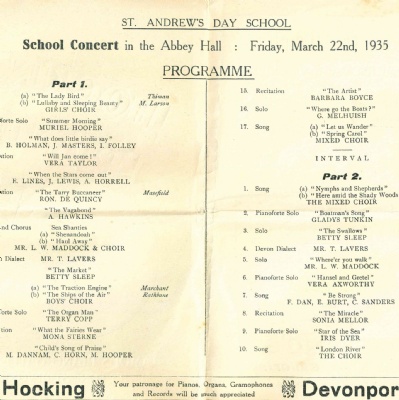 ST. ANDREW'S DAY SCHOOL
School Concert in the Abbey Hall : Friday, March 22nd, 1935
PROGRAMME
Part 1.
(a) "The Lady Bird" Thiman
(b) "Lullaby and Sleeping Beauty" M. Larson
GIRLS' CHOIR
forte Solo "Summer Morning"
MURIEL HOOPER
"What does little birdie say"
B. HOLMAN, J. MASTERS, I. FOLLEY
ation "Will Jan come!"
VERA TAYLOR
"When the Stars come out"
E. LINES, J. LEWIS, A. HORRELL
ation "The Tarry Buccaneer" Masefield
RON. DE QUINCY
"The Vagabond"
A. HAWKINS
and Chorus Sea Shanties
(a) "Shenandoah"
(b) "Haul Away"
MR. L. W. MADDOCK & CHOIR
n Dialect MR. T. LAVERS
"The Market"
BETTY SLEEP
(a) "The Traction Engine" Marchant
(b) "The Ships of the Air" Rathbone
BOYS' CHOIR
forte Solo "The Organ Man"
TERRY COPP
tion "What the Fairies Wear"
MONA STERNE
"Child's Song of Praise"
M. DANNAM, C. HORN, M. HOOPER
15. Recitation "The Artist"
BARBARA BOYCE
16. Solo "Where go the Boats?"
G. MELHUISH
17. Song (a) "Let us Wander"
(b) "Spring Carol"
MIXED CHOIR
INTERVAL
Part 2.
1. Song (a) "Nymphs and Shepherds"
(b) "Here amid the Shady Woods
THE MIXED CHOIR
2. Pianoforte Solo "Boatman's Song"
GLADYS TUNKIN
3. Solo "The Swallows"
BETTY SLEEP
4. Devon Dialect MR. T. LAVERS
5. Solo "Where'er you walk"
MR. L. W. MADDOCK
6. Pianoforte Solo "Hansel and Gretel"
VERA AXWORTHY
7. Song "Be Strong"
F. DAN, E. BURT, C. SANDERS
8. Recitation "The Miracle"
SONIA MELLOR
9. Pianoforte Solo "Star of the Sea"
IRIS DYER
10. Song "London River"
THE CHOIR
Hocking Your patronage for Pianos, Organs, Gramophones Devonpor
and Records will be much appreciated